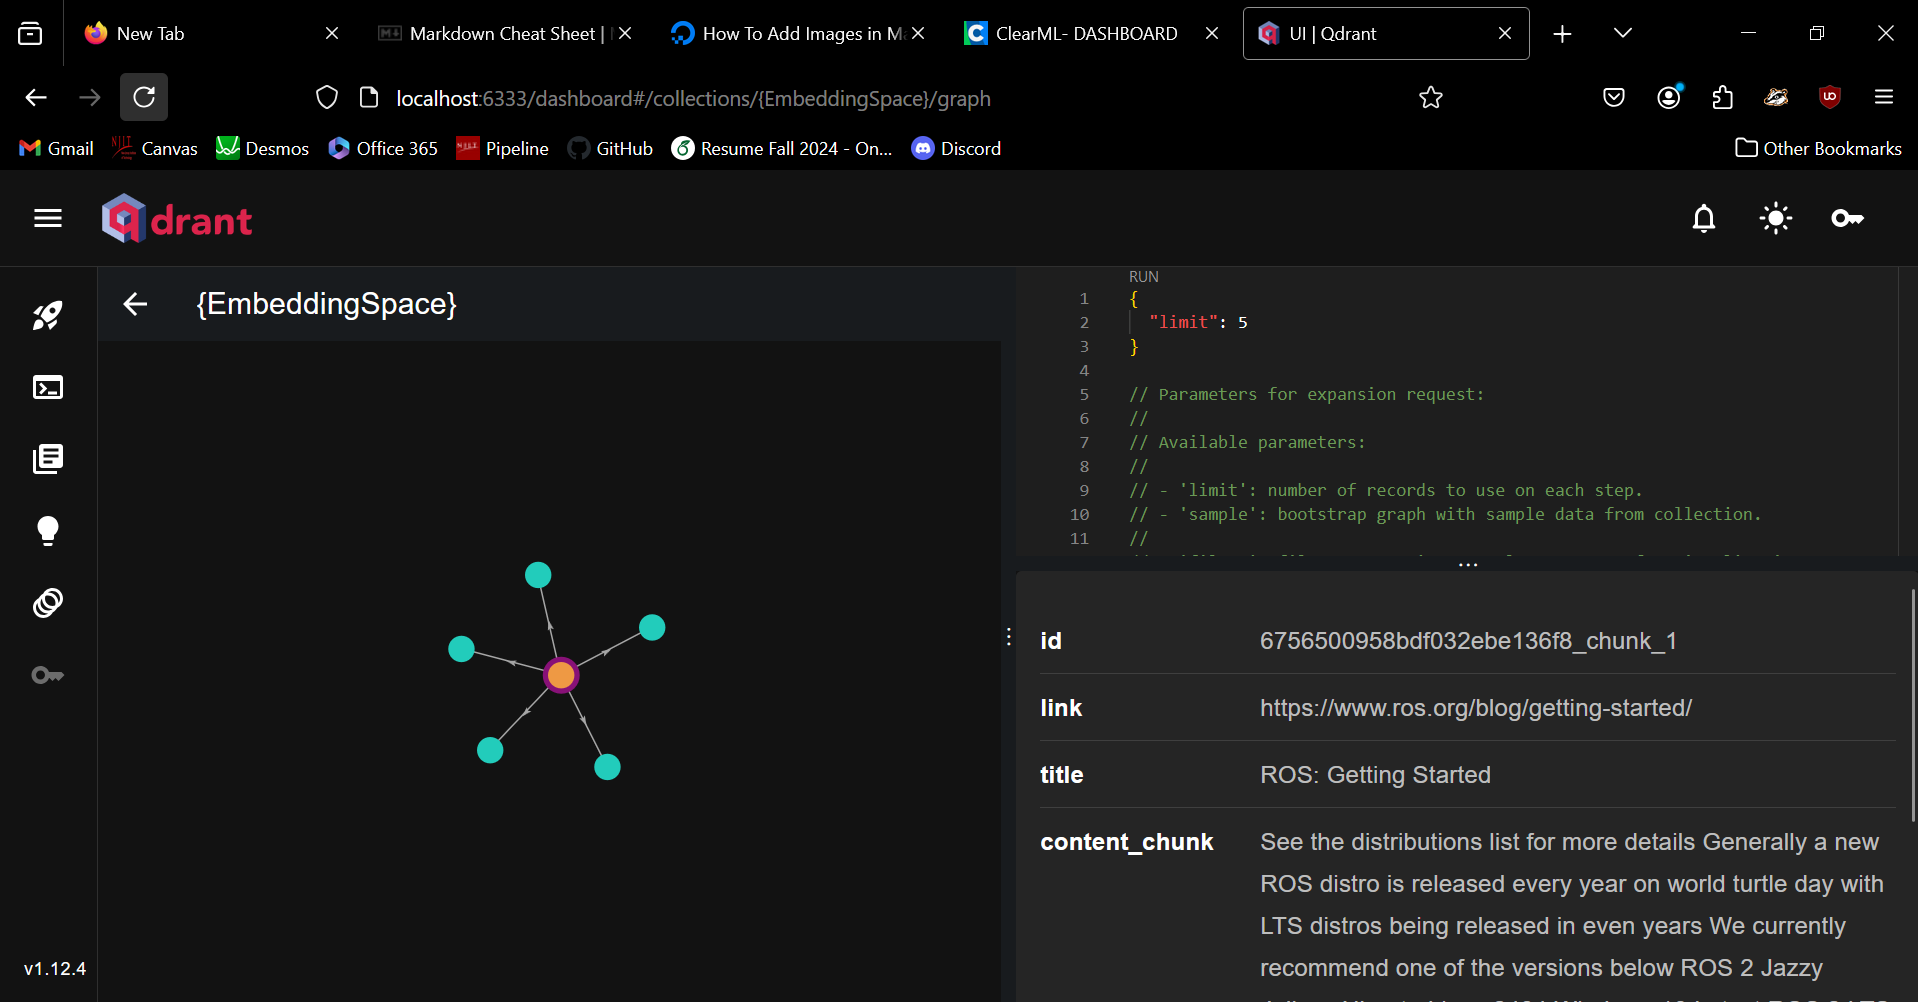 New Tab
Markdown Cheat Sheet |
How To Add Images in Ma
ClearML- DASHBOARD
UI | Qdrant
localhost:6333/dashboard#/collections/{EmbeddingSpace}/graph
Gmail
Canvas
Desmos
Office 365
Pipeline
GitHub
Resume Fall 2024 - On...
Discord
Other Bookmarks
qdrant
{EmbeddingSpace}
RUN
1 {
2 "limit": 5
3 }
4
5 // Parameters for expansion request:
6 //
7 // Available parameters:
8 //
9 // - 'limit': number of records to use on each step.
10 // - 'sample': bootstrap graph with sample data from collection.
11 //
id 6756500958bdf032ebe136f8_chunk_1
link https://www.ros.org/blog/getting-started/
title ROS: Getting Started
content_chunk See the distributions list for more details Generally a new
ROS distro is released every year on world turtle day with
LTS distros being released in even years We currently
recommend one of the versions below ROS 2 Jazzy
v1.12.4